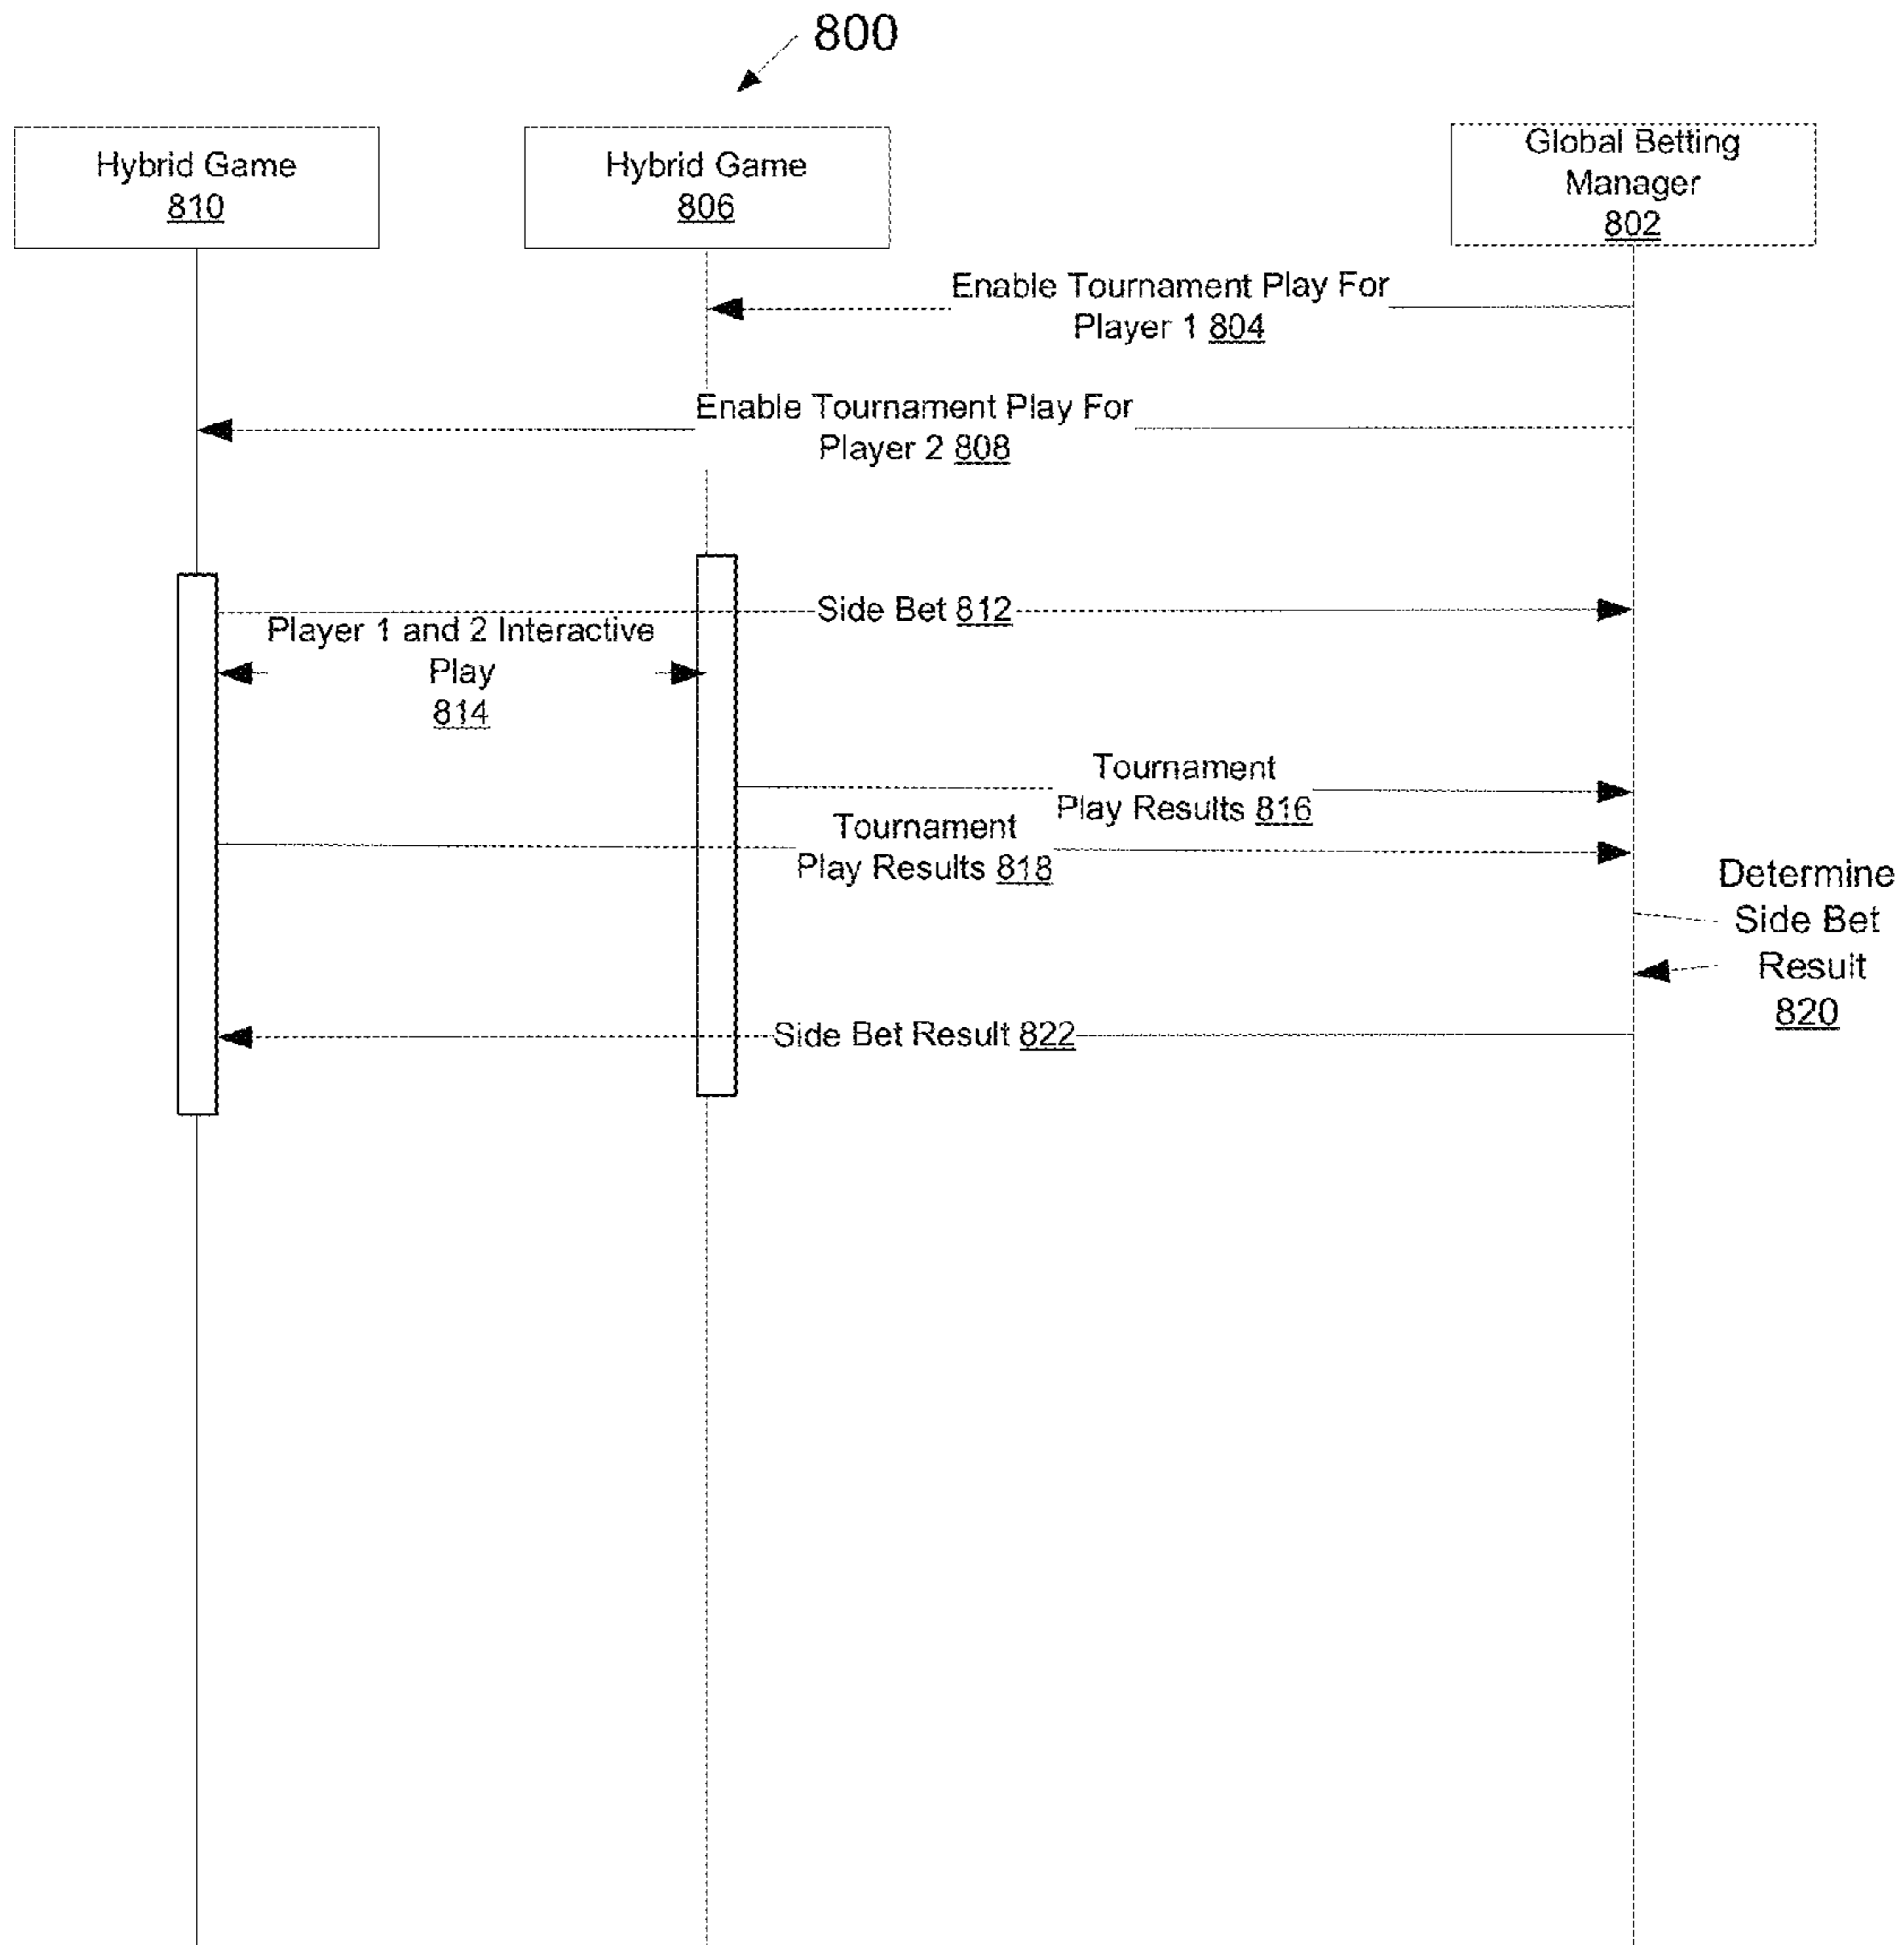 800
Hybrid Game
810
Hybrid Game
806
Global Betting
Manager
802
Enable Tournament Play For
Player 1 804
Enable Tournament Play For
Player 2 808
Side Bet 812
Player 1 and 2 Interactive
Play
814
Tournament
Play Results 816
Tournament
Play Results 818
Determine
Side Bet
Result
820
Side Bet Result 822